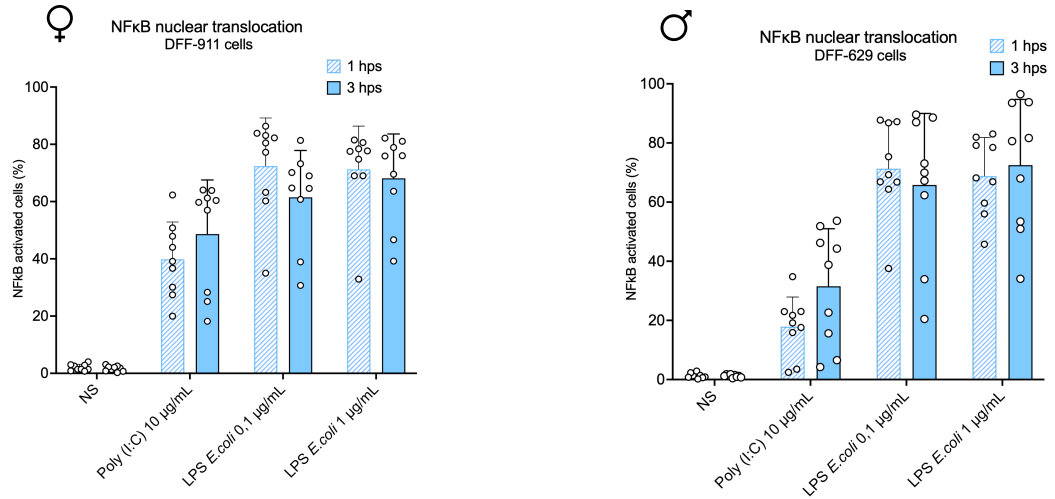 ♀
NFκB nuclear translocation
DFF-911 cells
1 hps
3 hps
NFkB activated cells (%)
100
80
60
40
20
0
NS
Poly (I:C) 10 µg/mL
LPS E.coli 0,1 µg/mL
LPS E.coli 1 µg/mL
♂
NFκB nuclear translocation
DFF-629 cells
1 hps
3 hps
NFkB activated cells (%)
100
80
60
40
20
0
NS
Poly (I:C) 10 µg/mL
LPS E.coli 0,1 µg/mL
LPS E.coli 1 µg/mL